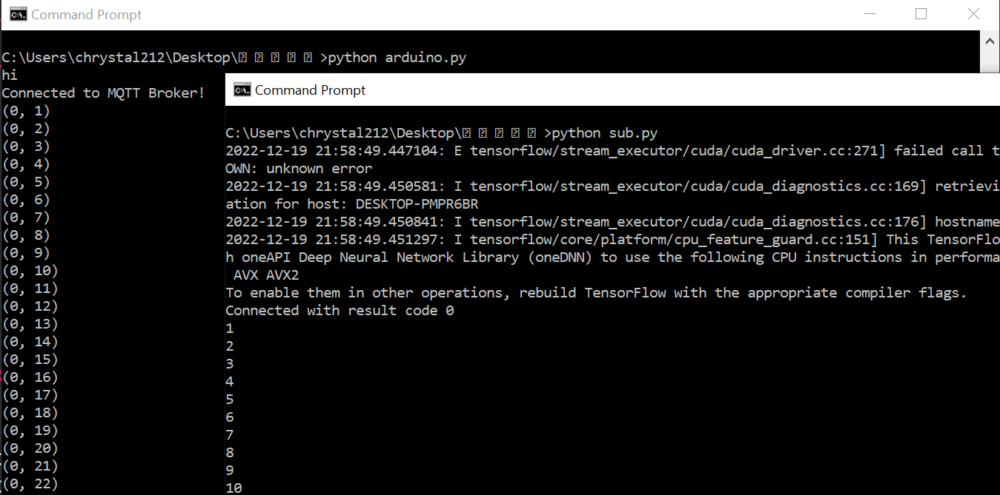 Command Prompt
C:\Users\chrystal212\Desktop\ >python arduino.py
hi
Connected to MQTT Broker!
(0, 1)
(0, 2)
(0, 3)
(0, 4)
(0, 5)
(0, 6)
(0, 7)
(0, 8)
(0, 9)
(0, 10)
(0, 11)
(0, 12)
(0, 13)
(0, 14)
(0, 15)
(0, 16)
(0, 17)
(0, 18)
(0, 19)
(0, 20)
(0, 21)
(0, 22)
Command Prompt
C:\Users\chrystal212\Desktop\ >python sub.py
2022-12-19 21:58:49.447104: E tensorflow/stream_executor/cuda/cuda_driver.cc:271] failed call t
OWN: unknown error
2022-12-19 21:58:49.450581: I tensorflow/stream_executor/cuda/cuda_diagnostics.cc:169] retrievi
ation for host: DESKTOP-PMPR6BR
2022-12-19 21:58:49.450841: I tensorflow/stream_executor/cuda/cuda_diagnostics.cc:176] hostname
2022-12-19 21:58:49.451297: I tensorflow/core/platform/cpu_feature_guard.cc:151] This TensorFlo
h oneAPI Deep Neural Network Library (oneDNN) to use the following CPU instructions in performa
AVX AVX2
To enable them in other operations, rebuild TensorFlow with the appropriate compiler flags.
Connected with result code 0
1
2
3
4
5
6
7
8
9
10